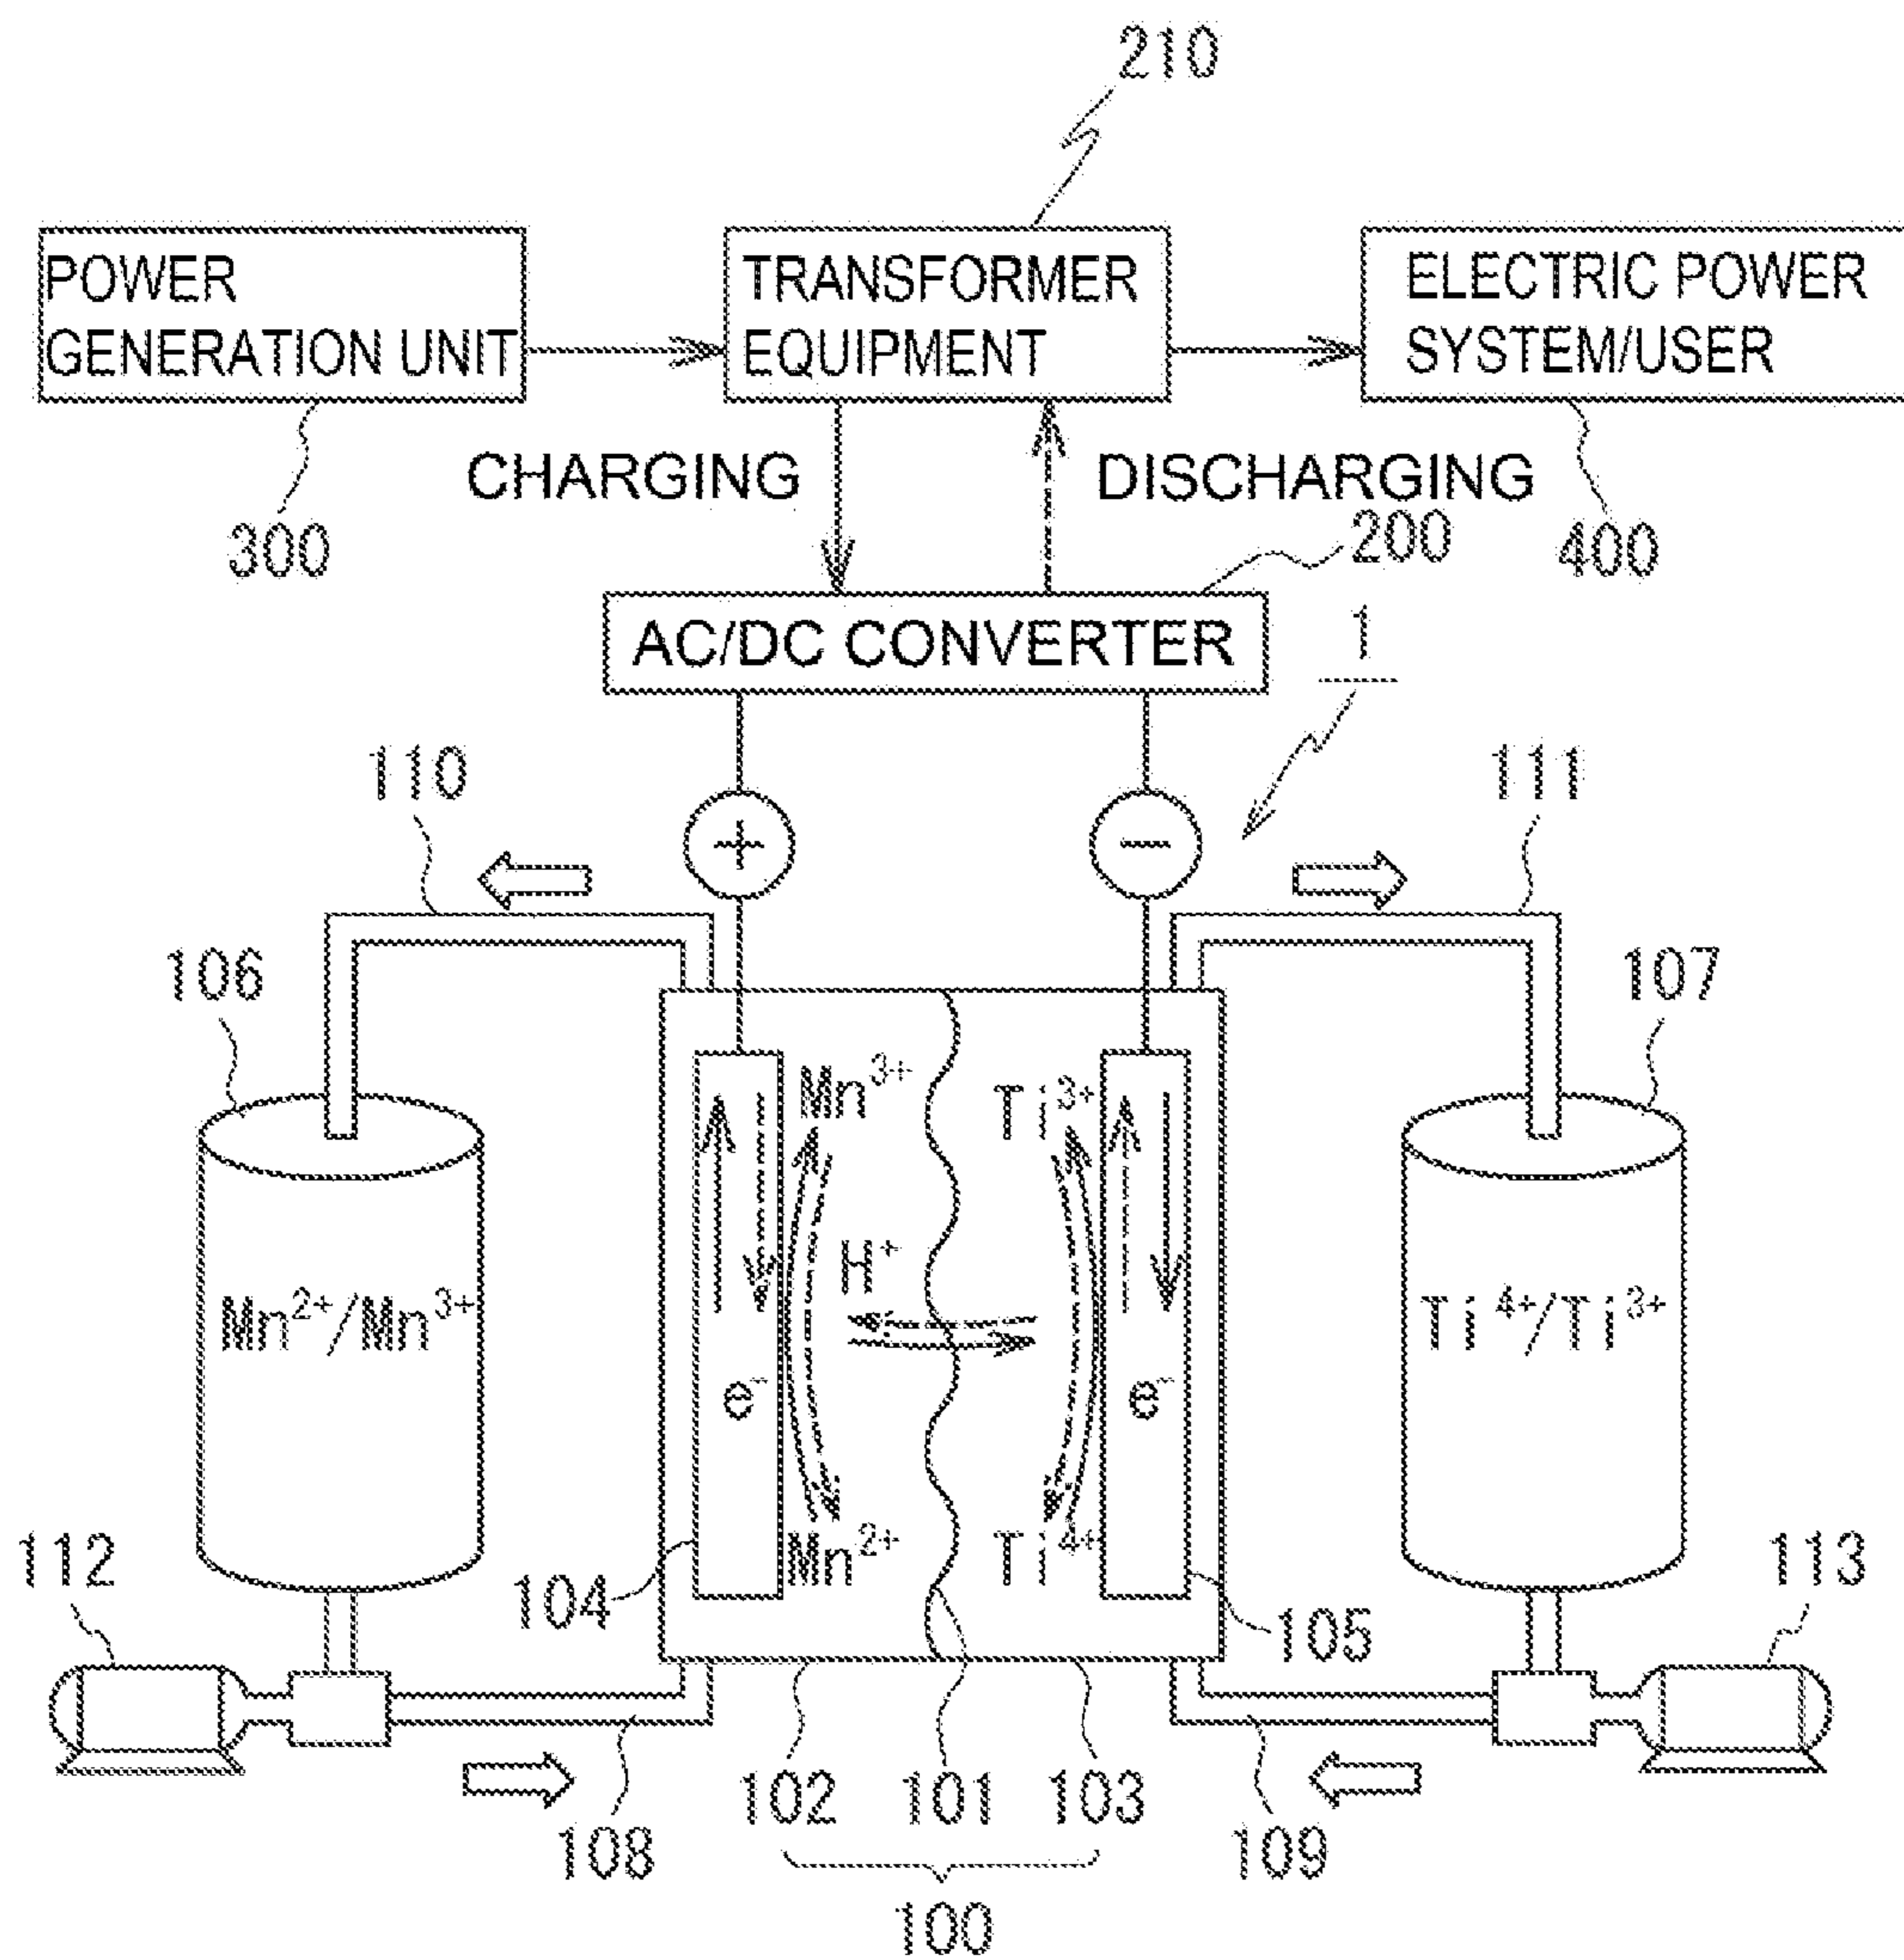 210
POWER
GENERATION UNIT
TRANSFORMER
EQUIPMENT
ELECTRIC POWER
SYSTEM/USER
CHARGING
DISCHARGING
300
200
400
AC/DC CONVERTER
1
110
111
+
−
106
107
Mn³⁺
Ti³⁺
H⁺
Mn²⁺/Mn³⁺
Ti⁴⁺/Ti³⁺
e⁻
e⁻
Mn²⁺
Ti⁴⁺
112
104
105
113
102
101
103
108
109
100